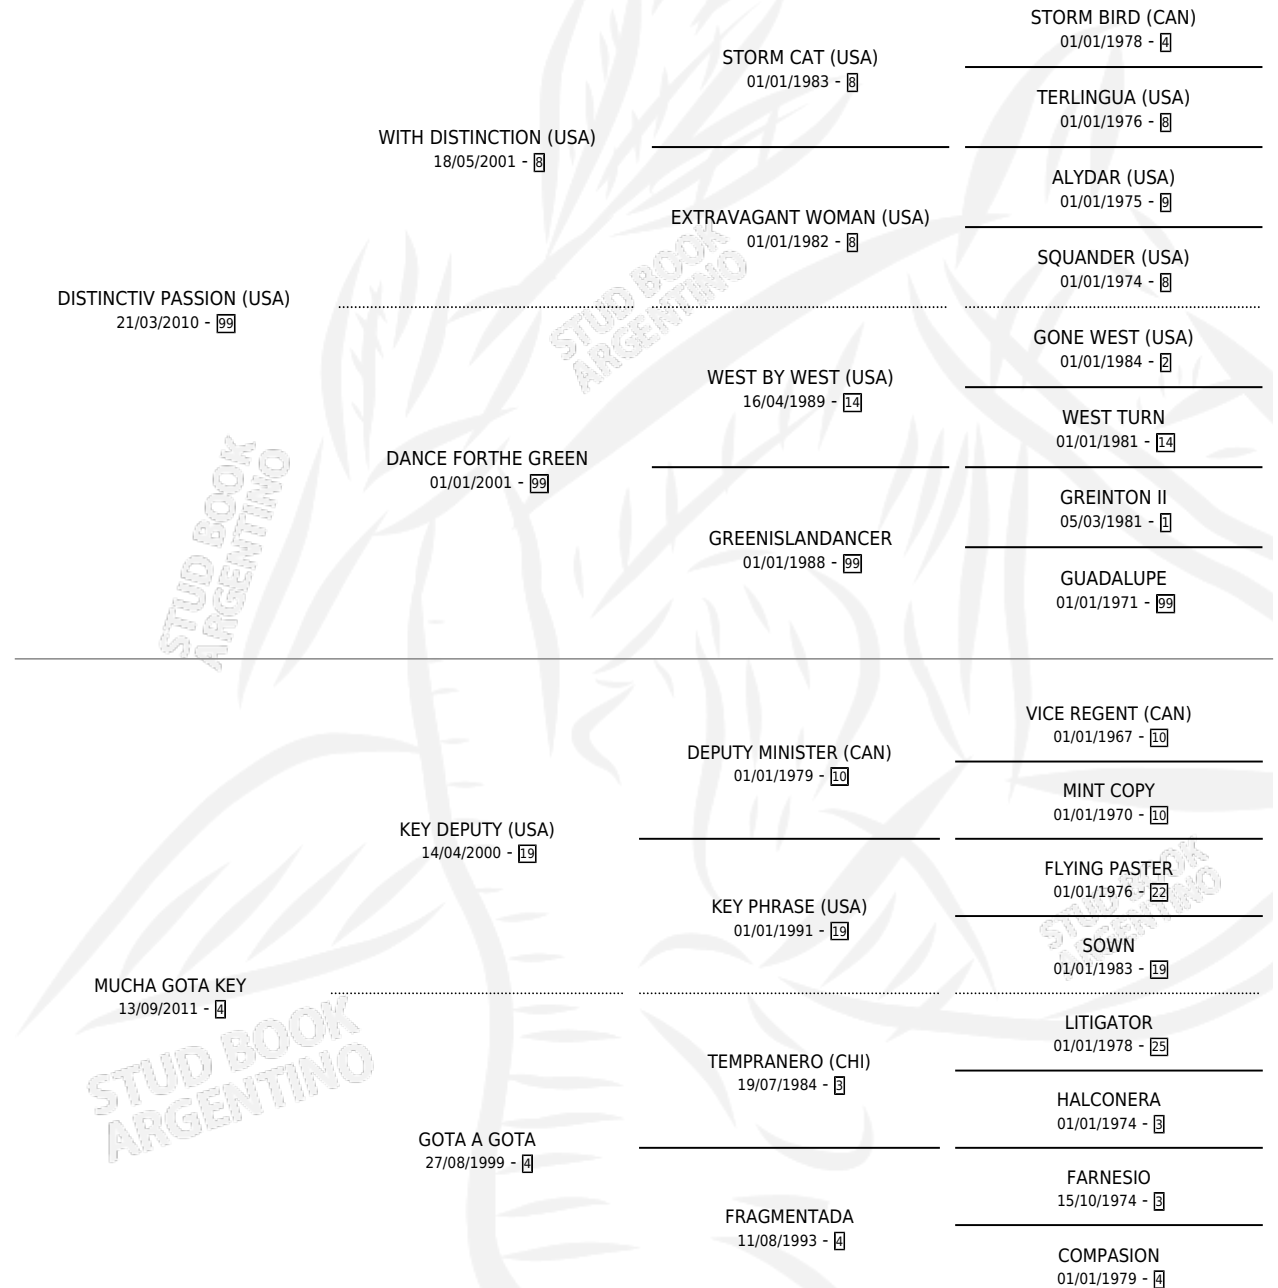 STORM BIRD (CAN)
01/01/1978 - 4
STORM CAT (USA)
01/01/1983 - 8
TERLINGUA (USA)
01/01/1976 - 8
WITH DISTINCTION (USA)
18/05/2001 - 8
ALYDAR (USA)
01/01/1975 - 9
EXTRAVAGANT WOMAN (USA)
01/01/1982 - 8
SQUANDER (USA)
01/01/1974 - 8
DISTINCTIV PASSION (USA)
21/03/2010 - 99
GONE WEST (USA)
01/01/1984 - 2
WEST BY WEST (USA)
16/04/1989 - 14
WEST TURN
01/01/1981 - 14
DANCE FORTHE GREEN
01/01/2001 - 99
GREINTON II
05/03/1981 - 1
GREENISLANDANCER
01/01/1988 - 99
GUADALUPE
01/01/1971 - 99
STUD BOOK
ARGENTINO
STUD BOOK
ARGENTINO
VICE REGENT (CAN)
01/01/1967 - 10
DEPUTY MINISTER (CAN)
01/01/1979 - 10
MINT COPY
01/01/1970 - 10
KEY DEPUTY (USA)
14/04/2000 - 19
FLYING PASTER
01/01/1976 - 22
KEY PHRASE (USA)
01/01/1991 - 19
SOWN
01/01/1983 - 19
MUCHA GOTA KEY
13/09/2011 - 4
LITIGATOR
01/01/1978 - 25
TEMPRANERO (CHI)
19/07/1984 - 3
HALCONERA
01/01/1974 - 3
GOTA A GOTA
27/08/1999 - 4
FARNESIO
15/10/1974 - 3
FRAGMENTADA
11/08/1993 - 4
COMPASION
01/01/1979 - 4
STUD BOOK
ARGENTINO
STUD BOOK
ARGENTINO